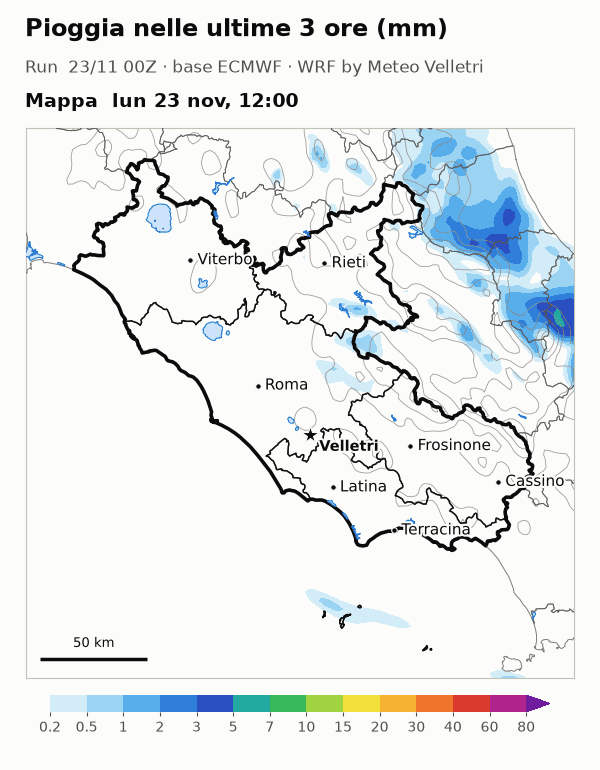 Pioggia nelle ultime 3 ore (mm)
Run  23/11 00Z · base ECMWF · WRF by Meteo Velletri
Mappa  lun 23 nov, 12:00
Viterbo
Rieti
Roma
Velletri
Frosinone
Latina
Cassino
Terracina
50 km
0.2 0.5 1 2 3 5 7 10 15 20 30 40 60 80